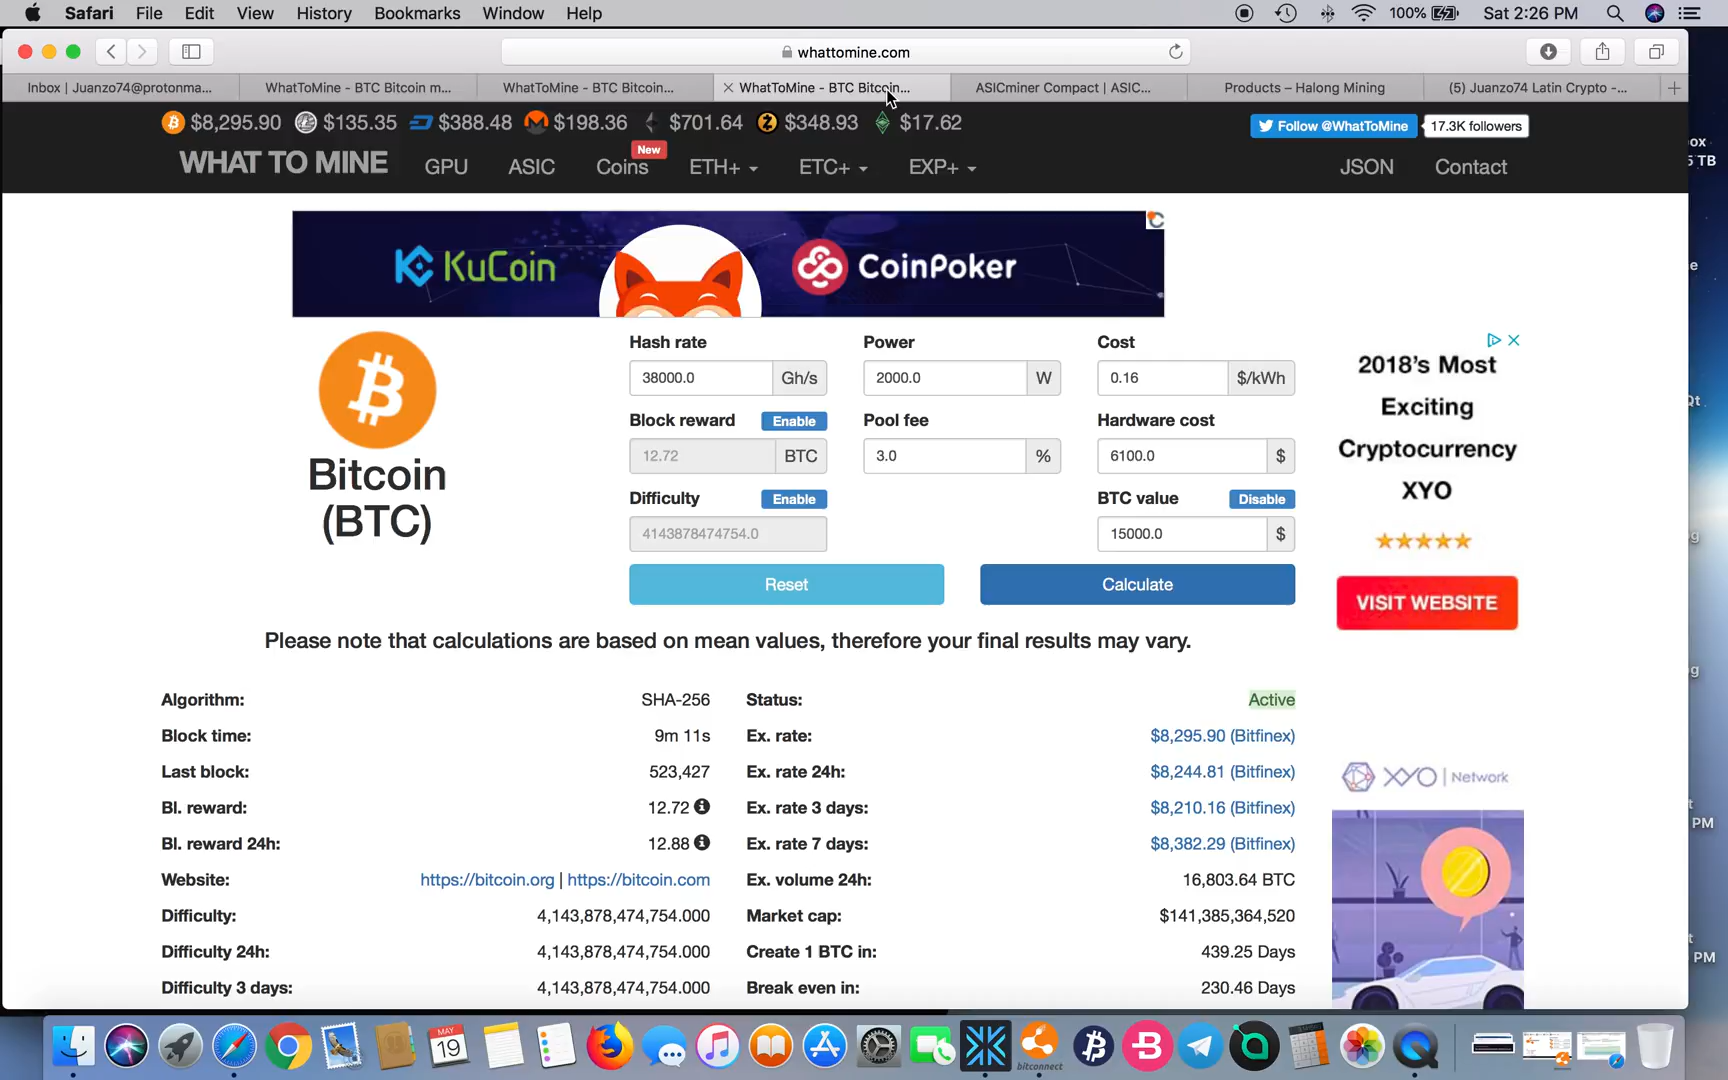 Safari File Edit View History Bookmarks Window Help 100% Sat 2:26 PM
whattomine.com
Inbox | Juanzo74@protonma... WhatToMine - BTC Bitcoin m... WhatToMine - BTC Bitcoin... WhatToMine - BTC Bitcoin... ASICminer Compact | ASIC... Products – Halong Mining (5) Juanzo74 Latin Crypto -...
$8,295.90 $135.35 $388.48 $198.36 $701.64 $348.93 $17.62 Follow @WhatToMine 17.3K followers
New
WHAT TO MINE GPU ASIC Coins ETH+ ETC+ EXP+ JSON Contact
KuCoin CoinPoker
Hash rate Power Cost
38000.0 Gh/s 2000.0 W 0.16 $/kWh
Block reward Enable Pool fee Hardware cost
12.72 BTC 3.0 % 6100.0 $
Bitcoin
(BTC)
Difficulty Enable BTC value Disable
4143878474754.0 15000.0 $
Reset Calculate
Please note that calculations are based on mean values, therefore your final results may vary.
Algorithm: SHA-256 Status: Active
Block time: 9m 11s Ex. rate: $8,295.90 (Bitfinex)
Last block: 523,427 Ex. rate 24h: $8,244.81 (Bitfinex)
Bl. reward: 12.72 Ex. rate 3 days: $8,210.16 (Bitfinex)
Bl. reward 24h: 12.88 Ex. rate 7 days: $8,382.29 (Bitfinex)
Website: https://bitcoin.org | https://bitcoin.com Ex. volume 24h: 16,803.64 BTC
Difficulty: 4,143,878,474,754.000 Market cap: $141,385,364,520
Difficulty 24h: 4,143,878,474,754.000 Create 1 BTC in: 439.25 Days
Difficulty 3 days: 4,143,878,474,754.000 Break even in: 230.46 Days
2018's Most
Exciting
Cryptocurrency
XYO
VISIT WEBSITE
XYO | Network
ox
5 TB
e
Qt
g
g
t
PM
t
PM
MAY
19
bitconnect